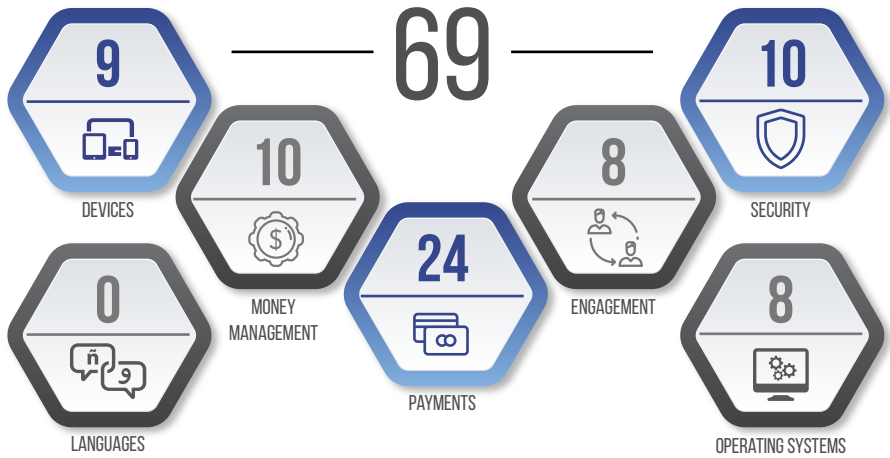 69
9
DEVICES
10
MONEY
MANAGEMENT
24
PAYMENTS
8
ENGAGEMENT
10
SECURITY
0
ñ
و
LANGUAGES
$
8
OPERATING SYSTEMS